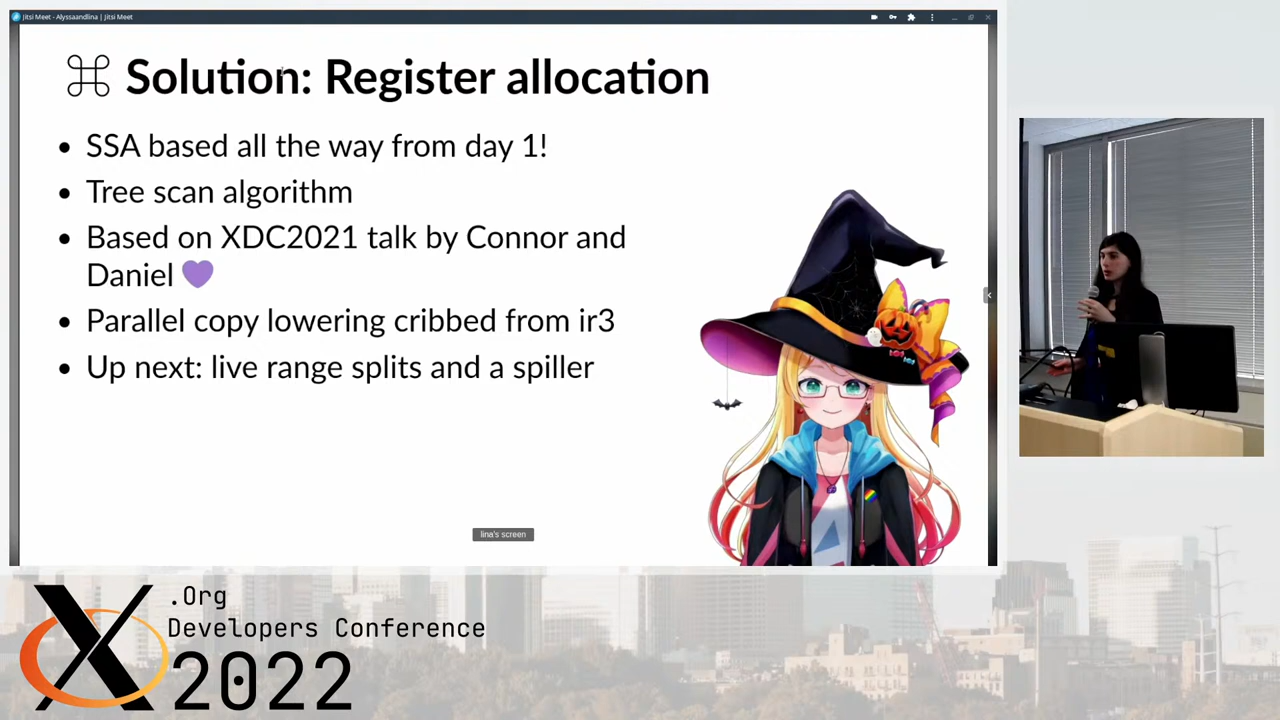 Jitsi Meet - Alyssaandlina | Jitsi Meet
Solution: Register allocation
SSA based all the way from day 1!
Tree scan algorithm
Based on XDC2021 talk by Connor and
Daniel 💜
Parallel copy lowering cribbed from ir3
Up next: live range splits and a spiller
lina's screen
X
.Org
Developers Conference
2022